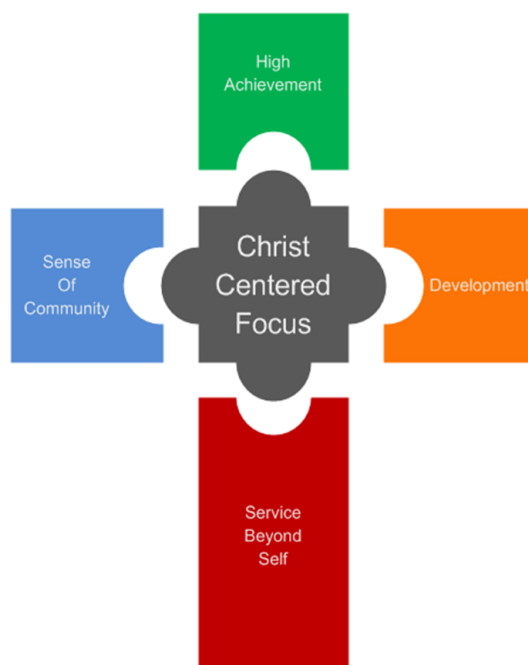 High
Achievement
Sense
Of
Community
Christ
Centered
Focus
Development
Service
Beyond
Self